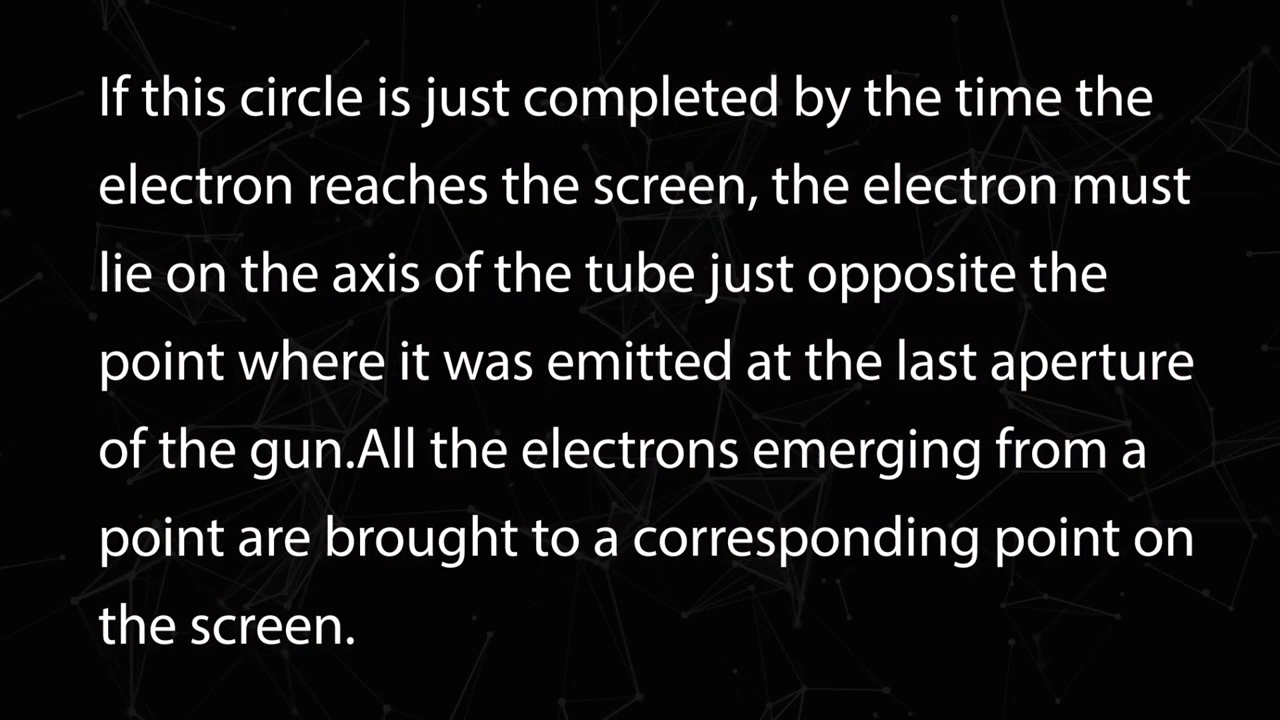 If this circle is just completed by the time the
electron reaches the screen, the electron must
lie on the axis of the tube just opposite the
point where it was emitted at the last aperture
of the gun.All the electrons emerging from a
point are brought to a corresponding point on
the screen.